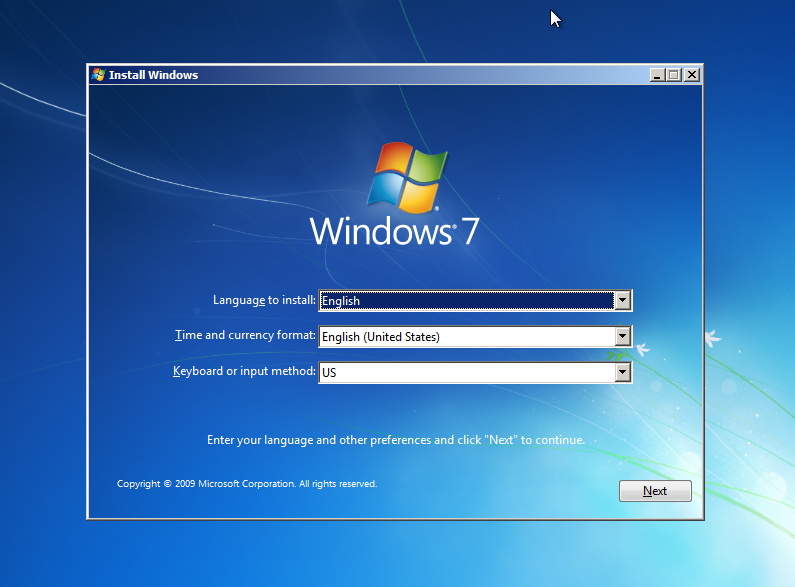 Install Windows
Windows® 7
Language to install: English
Time and currency format: English (United States)
Keyboard or input method: US
Enter your language and other preferences and click "Next" to continue.
Copyright © 2009 Microsoft Corporation. All rights reserved.
Next